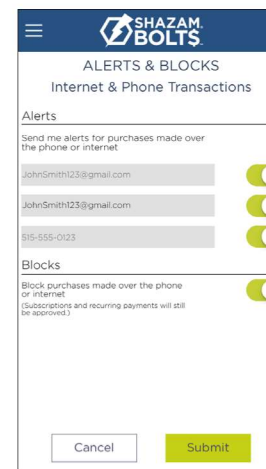 SHAZAM.
BOLT$.
ALERTS & BLOCKS
Internet & Phone Transactions
Alerts
Send me alerts for purchases made over
the phone or internet
JohnSmith123@gmail.com
JohnSmith123@gmail.com
515-555-0123
Blocks
Block purchases made over the phone
or internet
(Subscriptions and recurring payments will still
be approved.)
Cancel
Submit